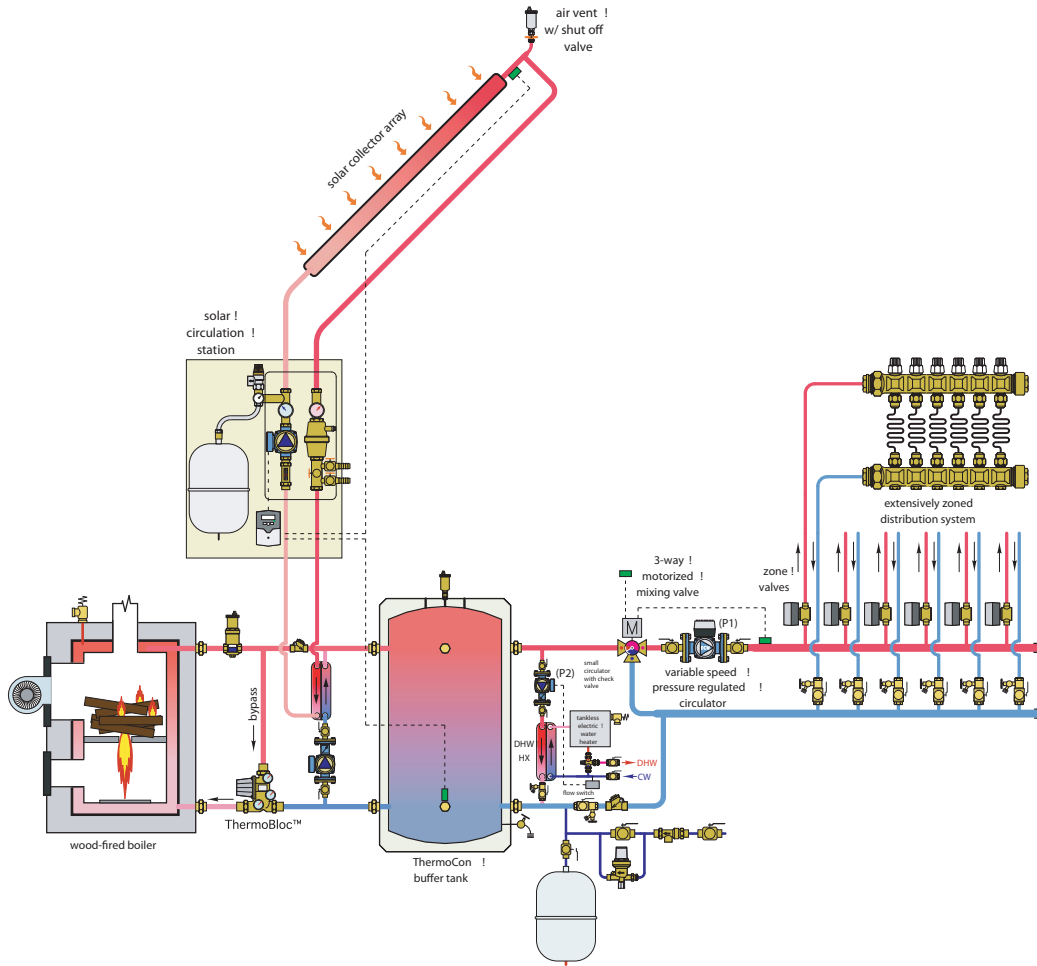 air vent !
w/ shut off
valve
solar collector array
solar !
circulation !
station
extensively zoned
distribution system
zone !
valves
3-way !
motorized !
mixing valve
M
(P1)
variable speed !
pressure regulated !
circulator
small
circulator
with check
valve
(P2)
tankless
electric !
water
heater
DHW
HX
DHW
CW
flow switch
bypass
ThermoBloc™
wood-fired boiler
ThermoCon !
buffer tank